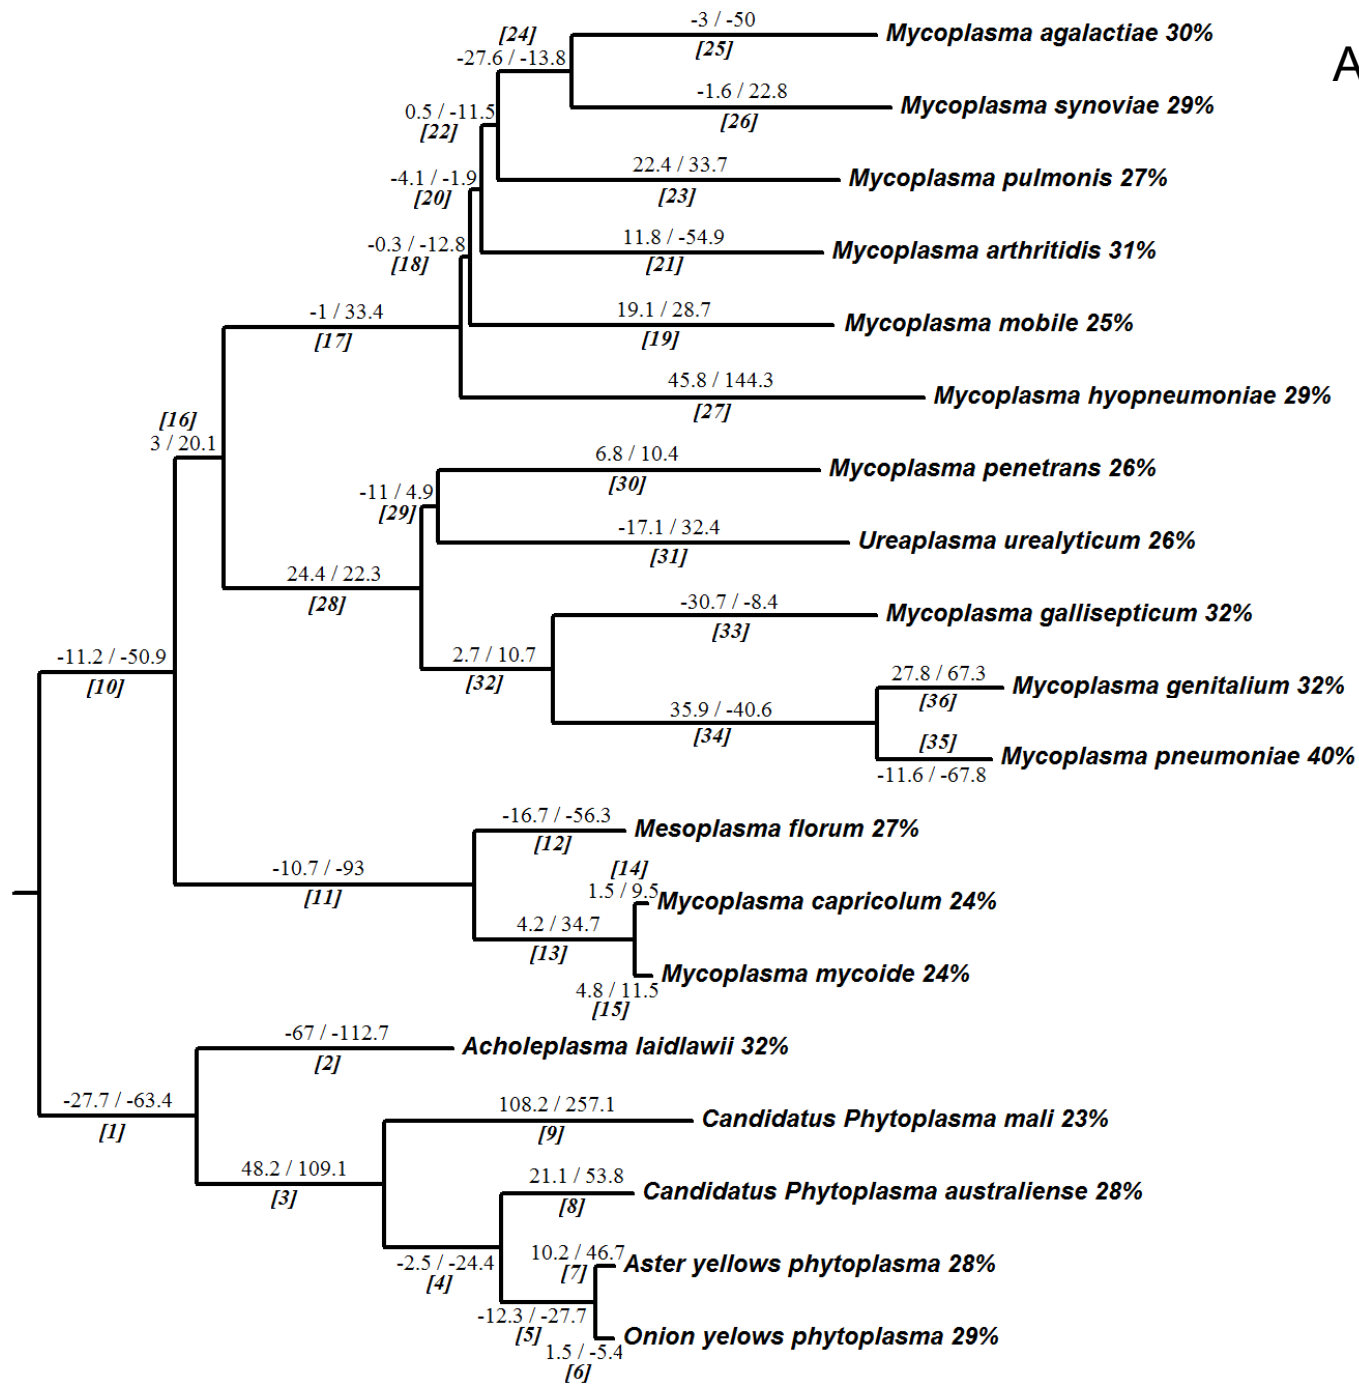 A
-3 / -50
[25]
Mycoplasma agalactiae 30%
[24]
-27.6 / -13.8
-1.6 / 22.8
[26]
Mycoplasma synoviae 29%
0.5 / -11.5
[22]
22.4 / 33.7
[23]
Mycoplasma pulmonis 27%
-4.1 / -1.9
[20]
11.8 / -54.9
[21]
Mycoplasma arthritidis 31%
-0.3 / -12.8
[18]
19.1 / 28.7
[19]
Mycoplasma mobile 25%
-1 / 33.4
[17]
45.8 / 144.3
[27]
Mycoplasma hyopneumoniae 29%
[16]
3 / 20.1
6.8 / 10.4
[30]
Mycoplasma penetrans 26%
-11 / 4.9
[29]
-17.1 / 32.4
[31]
Ureaplasma urealyticum 26%
24.4 / 22.3
[28]
-30.7 / -8.4
[33]
Mycoplasma gallisepticum 32%
2.7 / 10.7
[32]
27.8 / 67.3
[36]
Mycoplasma genitalium 32%
35.9 / -40.6
[34]
[35]
-11.6 / -67.8
Mycoplasma pneumoniae 40%
-11.2 / -50.9
[10]
-16.7 / -56.3
[12]
Mesoplasma florum 27%
-10.7 / -93
[11]
[14]
1.5 / 9.5
Mycoplasma capricolum 24%
4.2 / 34.7
[13]
Mycoplasma mycoide 24%
4.8 / 11.5
[15]
-67 / -112.7
[2]
Acholeplasma laidlawii 32%
-27.7 / -63.4
[1]
108.2 / 257.1
[9]
Candidatus Phytoplasma mali 23%
48.2 / 109.1
[3]
21.1 / 53.8
[8]
Candidatus Phytoplasma australiense 28%
-2.5 / -24.4
[4]
10.2 / 46.7
[7]
Aster yellows phytoplasma 28%
-12.3 / -27.7
[5]
Onion yelows phytoplasma 29%
1.5 / -5.4
[6]